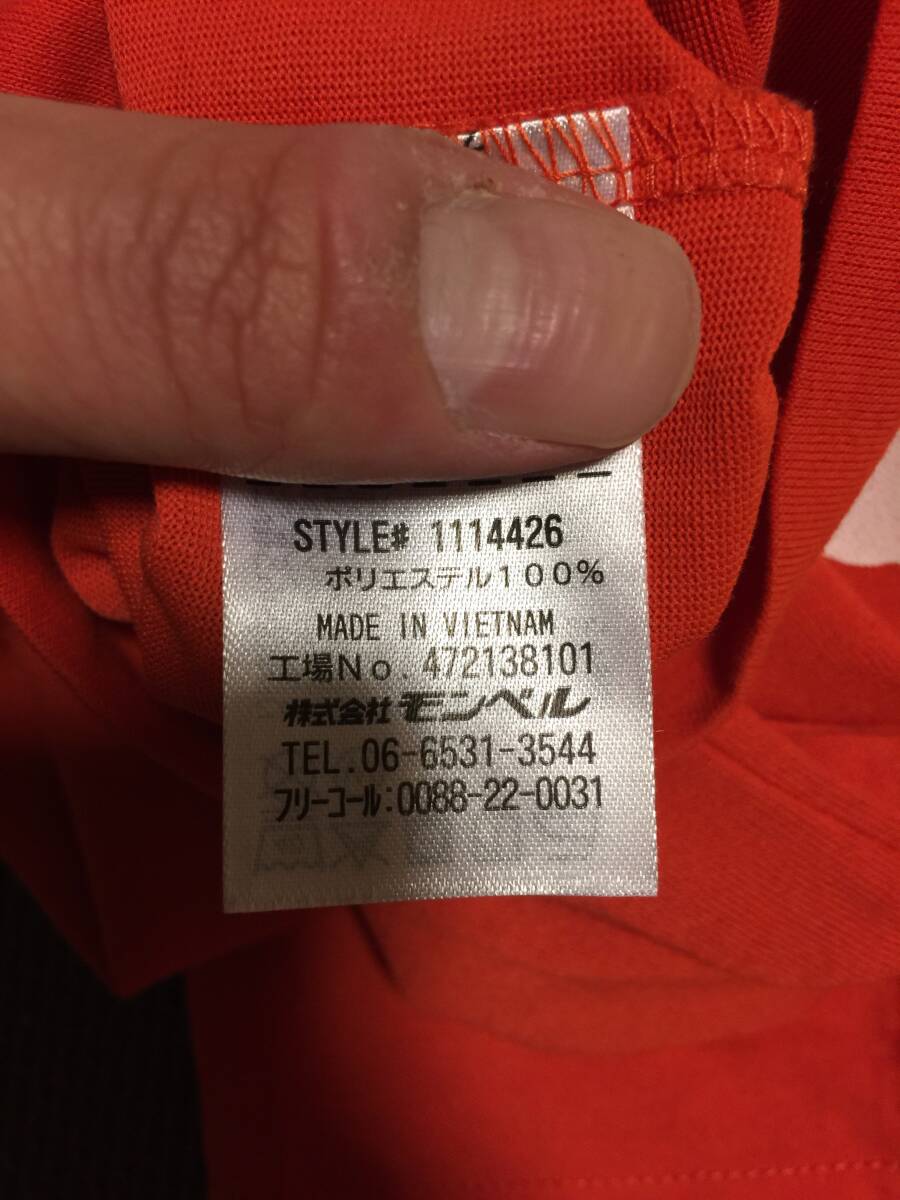 STYLE# 1114426
ポリエステル100%
MADE IN VIETNAM
工場No.472138101
株式会社モンベル
TEL.06-6531-3544
フリーコール:0088-22-0031